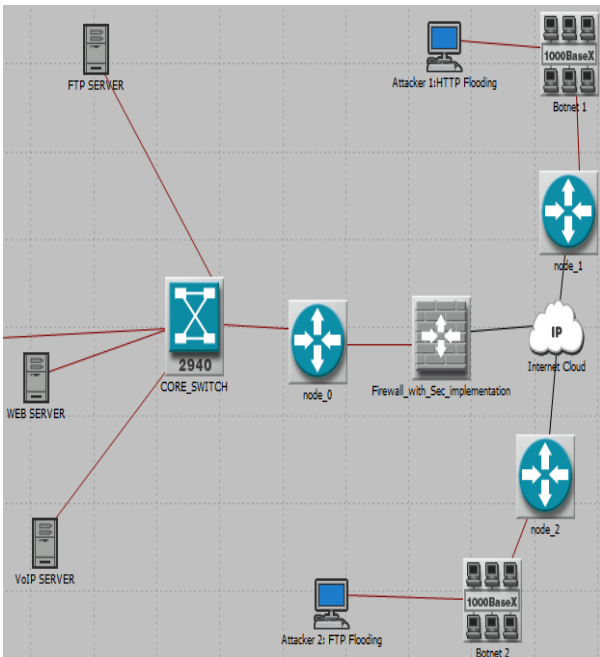 FTP SERVER
Attacker 1:HTTP Flooding
1000BaseX
Botnet 1
node_1
IP
Internet Cloud
2940
CORE_SWITCH
node_0
Firewall_with_Sec_implementation
WEB SERVER
node_2
VoIP SERVER
1000BaseX
Attacker 2: FTP Flooding
Botnet 2